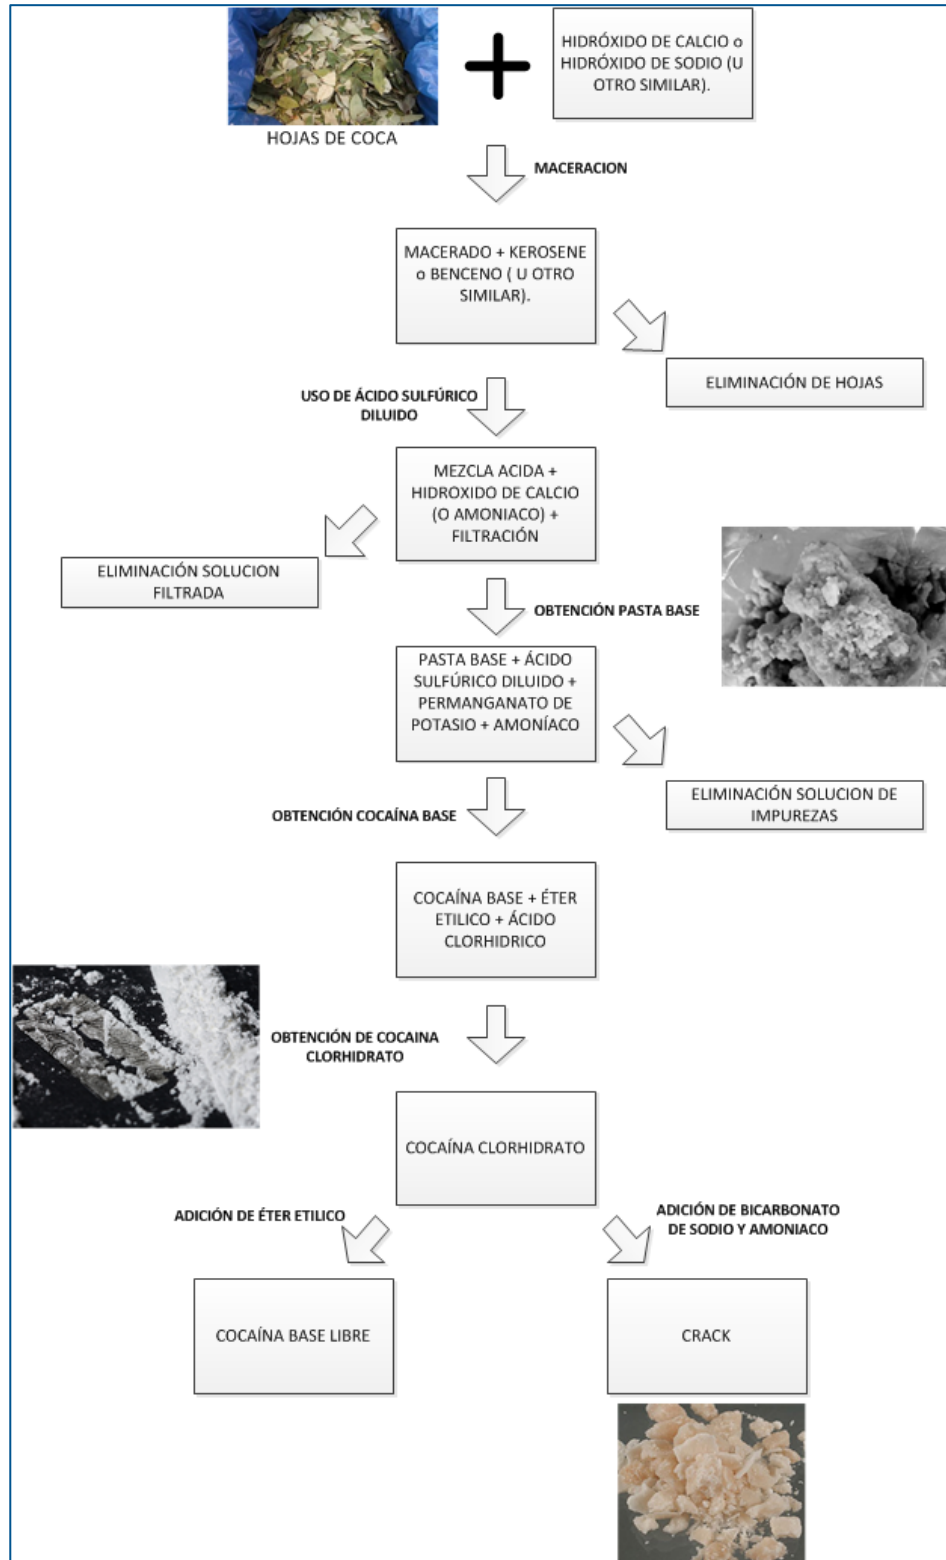 HIDRÓXIDO DE CALCIO o
HIDRÓXIDO DE SODIO (U
OTRO SIMILAR).
HOJAS DE COCA
MACERACION
MACERADO + KEROSENE
o BENCENO ( U OTRO
SIMILAR).
ELIMINACIÓN DE HOJAS
USO DE ÁCIDO SULFÚRICO
DILUIDO
MEZCLA ACIDA +
HIDROXIDO DE CALCIO
(O AMONIACO) +
FILTRACIÓN
ELIMINACIÓN SOLUCION
FILTRADA
OBTENCIÓN PASTA BASE
PASTA BASE + ÁCIDO
SULFÚRICO DILUIDO +
PERMANGANATO DE
POTASIO + AMONÍACO
ELIMINACIÓN SOLUCION DE
IMPUREZAS
OBTENCIÓN COCAÍNA BASE
COCAÍNA BASE + ÉTER
ETILICO + ÁCIDO
CLORHIDRICO
OBTENCIÓN DE COCAINA
CLORHIDRATO
COCAÍNA CLORHIDRATO
ADICIÓN DE ÉTER ETILICO
ADICIÓN DE BICARBONATO
DE SODIO Y AMONIACO
COCAÍNA BASE LIBRE
CRACK